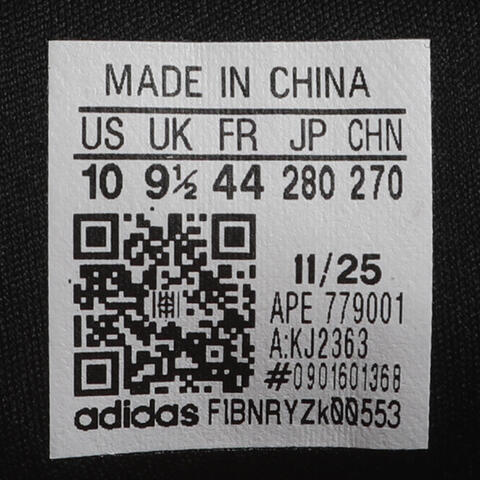 MADE IN CHINA
US UK FR JP CHN
10 9½ 44 280 270
11/25
APE 779001
A:KJ2363
#0901601368
adidas F1BNRYZk00553